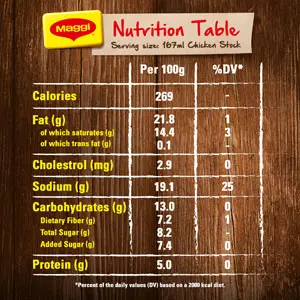 Maggi
Nutrition Table
Serving size: 167ml Chicken Stock
Per 100g %DV*
Calories 269 -
Fat (g) 21.8 1
of which saturates (g) 14.4 3
of which trans fat (g) 0.1 -
Cholestrol (mg) 2.9 0
Sodium (g) 19.1 25
Carbohydrates (g) 13.0 0
Dietary Fiber (g) 7.2 1
Total Sugar (g) 8.2 -
Added Sugar (g) 7.4 0
Protein (g) 5.0 0
*Percent of the daily values (DV) based on a 2000 kcal diet.